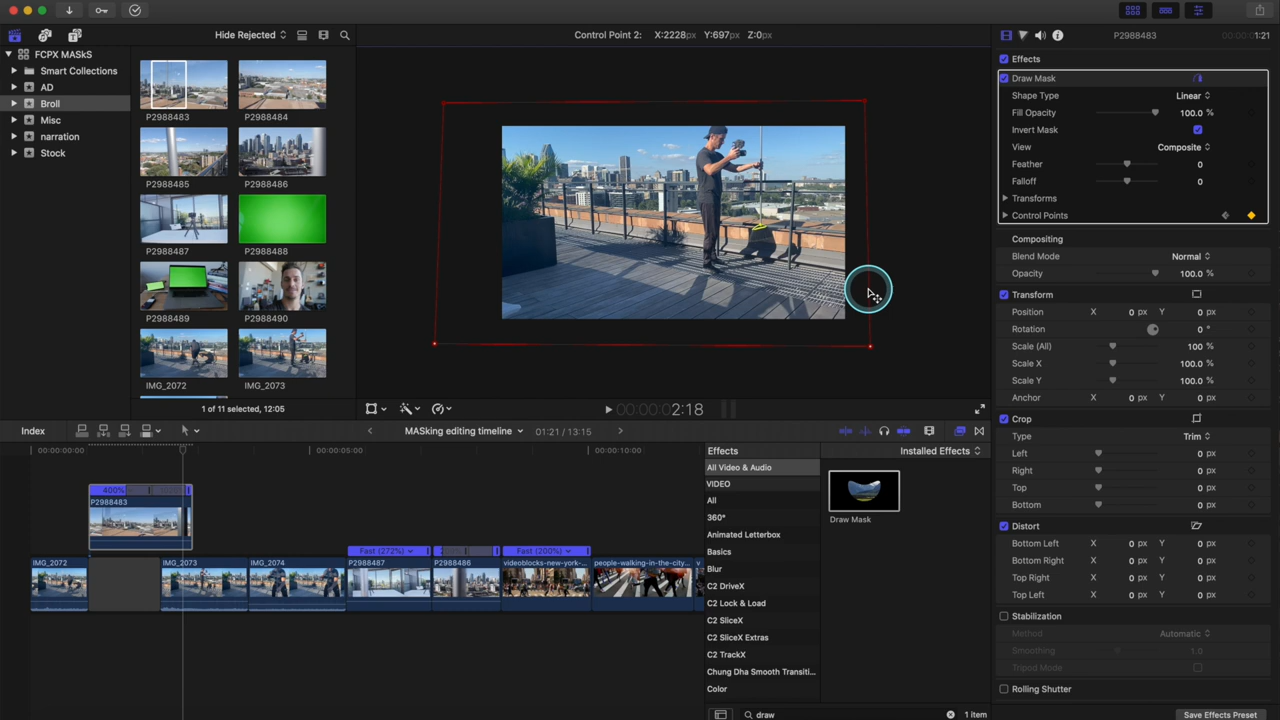 Hide Rejected
Control Point 2: X:2228px Y:697px Z:0px
P2988483 1:21
FCPX MASkS
Smart Collections
AD
Broll
Misc
narration
Stock
P2988483
P2988484
P2988485
P2988486
P2988487
P2988488
P2988489
P2988490
IMG_2072
IMG_2073
1 of 11 selected, 12:05
2:18
Effects
Draw Mask
Shape Type Linear
Fill Opacity 100.0 %
Invert Mask
View Composite
Feather 0
Falloff 0
Transforms
Control Points
Compositing
Blend Mode Normal
Opacity 100.0 %
Transform
Position X 0 px Y 0 px
Rotation 0 °
Scale (All) 100 %
Scale X 100.0 %
Scale Y 100.0 %
Anchor X 0 px Y 0 px
Crop
Type Trim
Left 0 px
Right 0 px
Top 0 px
Bottom 0 px
Distort
Bottom Left X 0 px Y 0 px
Bottom Right X 0 px Y 0 px
Top Right X 0 px Y 0 px
Top Left X 0 px Y 0 px
Stabilization
Method Automatic
Smoothing 1.0
Tripod Mode
Rolling Shutter
Save Effects Preset
Index
MASking editing timeline 01:21 / 13:15
00:00:00:00
00:00:05:00
00:00:10:00
400%
P2988483
Fast (272%)
Fast (200%)
IMG_2072
IMG_2073
IMG_2074
P2988487
P2988486
videoblocks-new-york-...
people-walking-in-the-city...
Effects
Installed Effects
All Video & Audio
VIDEO
All
360°
Animated Letterbox
Basics
Blur
C2 DriveX
C2 Lock & Load
C2 SliceX
C2 SliceX Extras
C2 TrackX
Chung Dha Smooth Transiti...
Color
Draw Mask
draw
1 item